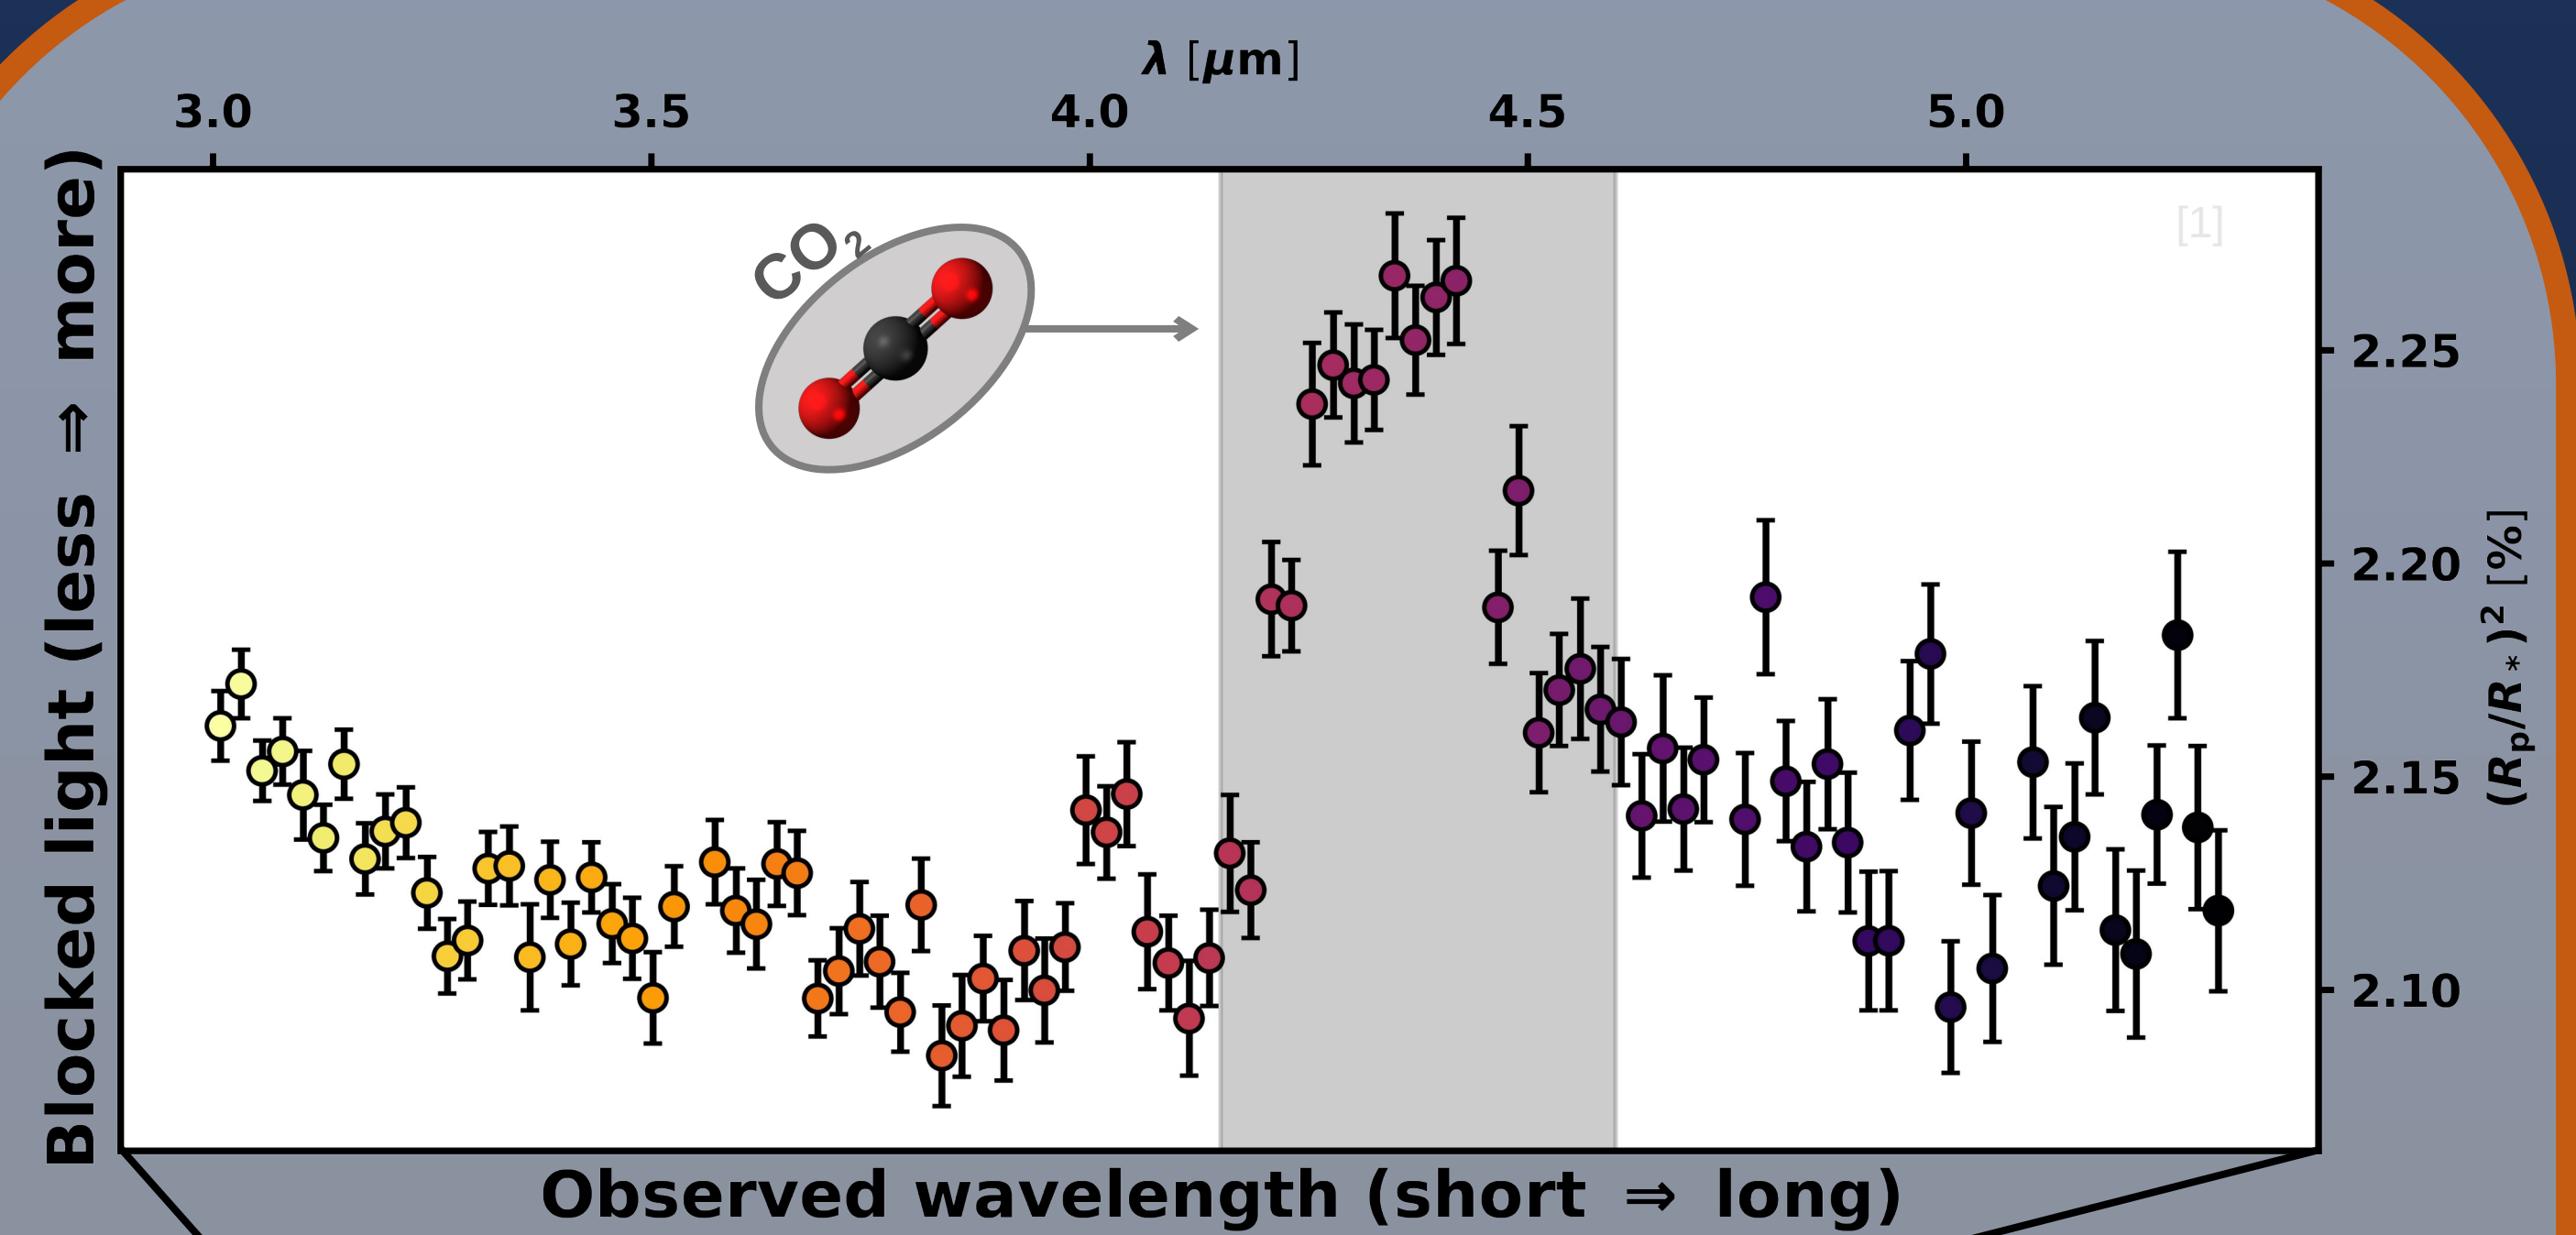 λ [μm]
3.0 3.5 4.0 4.5 5.0
Blocked light (less ⇒ more)
CO₂
[1]
2.25
2.20
2.15
2.10
(Rₚ/R*)² [%]
Observed wavelength (short ⇒ long)